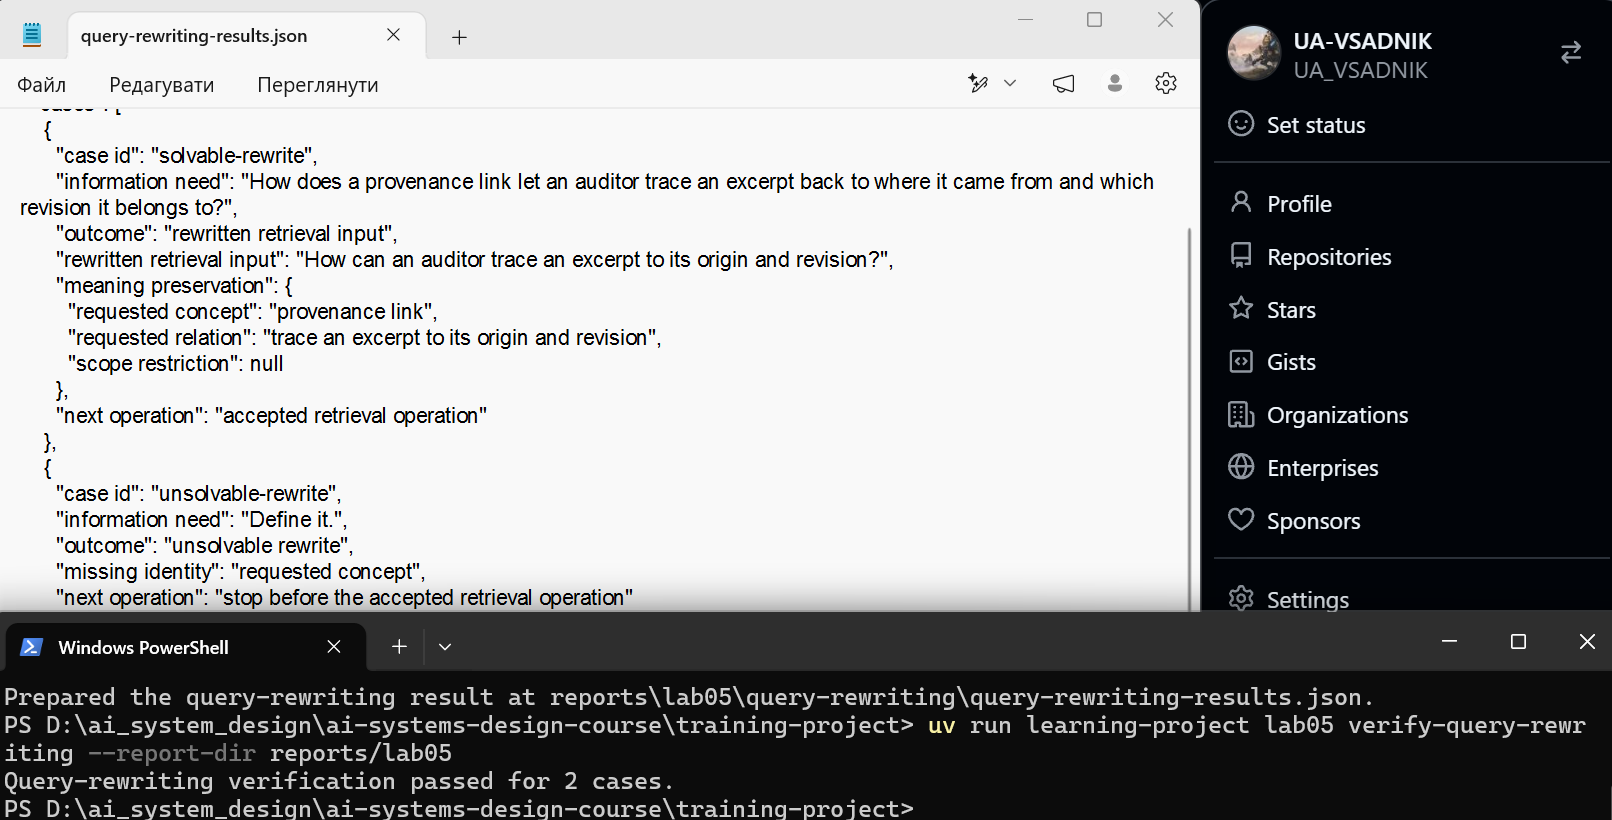 query-rewriting-results.json
Файл Редагувати Переглянути
"cases": [
{
"case id": "solvable-rewrite",
"information need": "How does a provenance link let an auditor trace an excerpt back to where it came from and which
revision it belongs to?",
"outcome": "rewritten retrieval input",
"rewritten retrieval input": "How can an auditor trace an excerpt to its origin and revision?",
"meaning preservation": {
"requested concept": "provenance link",
"requested relation": "trace an excerpt to its origin and revision",
"scope restriction": null
},
"next operation": "accepted retrieval operation"
},
{
"case id": "unsolvable-rewrite",
"information need": "Define it.",
"outcome": "unsolvable rewrite",
"missing identity": "requested concept",
"next operation": "stop before the accepted retrieval operation"
UA-VSADNIK
UA_VSADNIK
Set status
Profile
Repositories
Stars
Gists
Organizations
Enterprises
Sponsors
Settings
Windows PowerShell
Prepared the query-rewriting result at reports\lab05\query-rewriting\query-rewriting-results.json.
PS D:\ai_system_design\ai-systems-design-course\training-project> uv run learning-project lab05 verify-query-rewr
iting --report-dir reports/lab05
Query-rewriting verification passed for 2 cases.
PS D:\ai_system_design\ai-systems-design-course\training-project>